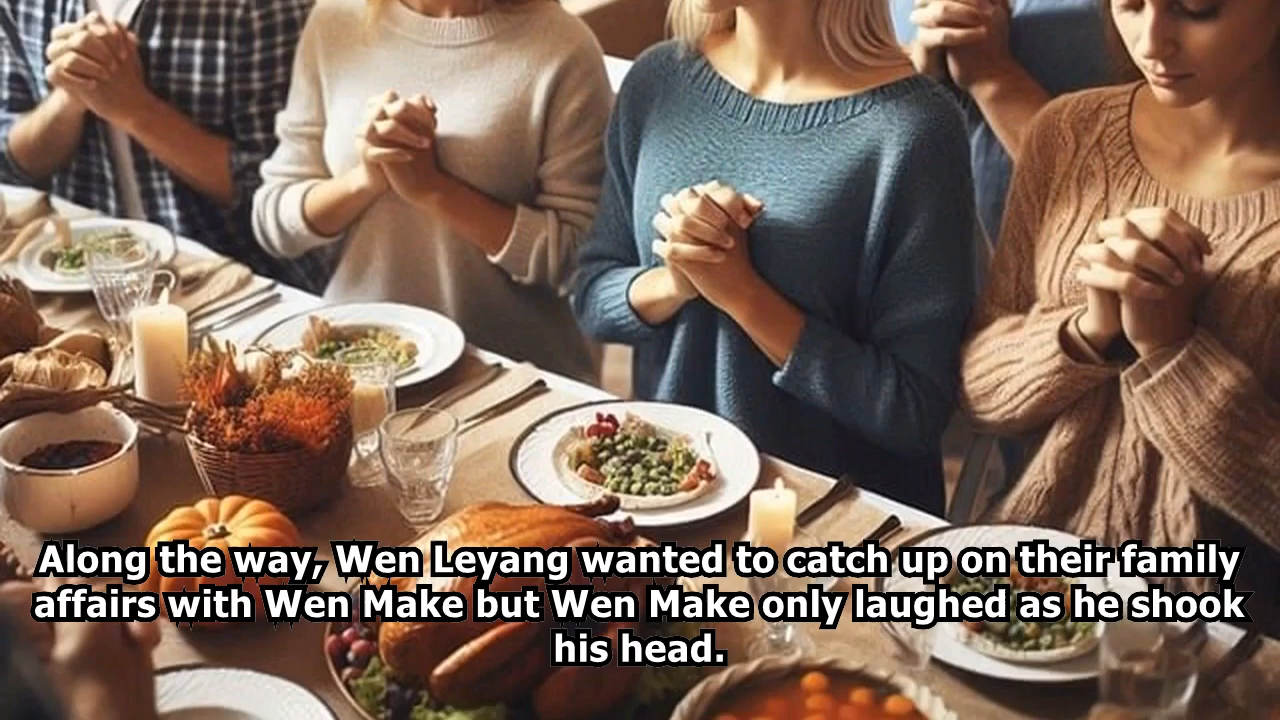 Along the way, Wen Leyang wanted to catch up on their family
affairs with Wen Make but Wen Make only laughed as he shook
his head.